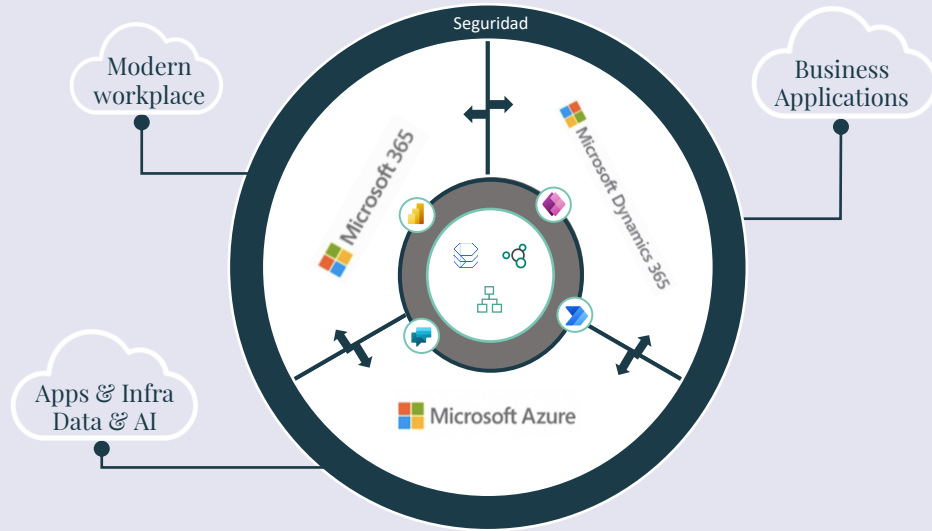 Seguridad
Modern
workplace
Business
Applications
Microsoft 365
Microsoft Dynamics 365
Apps & Infra
Data & AI
Microsoft Azure